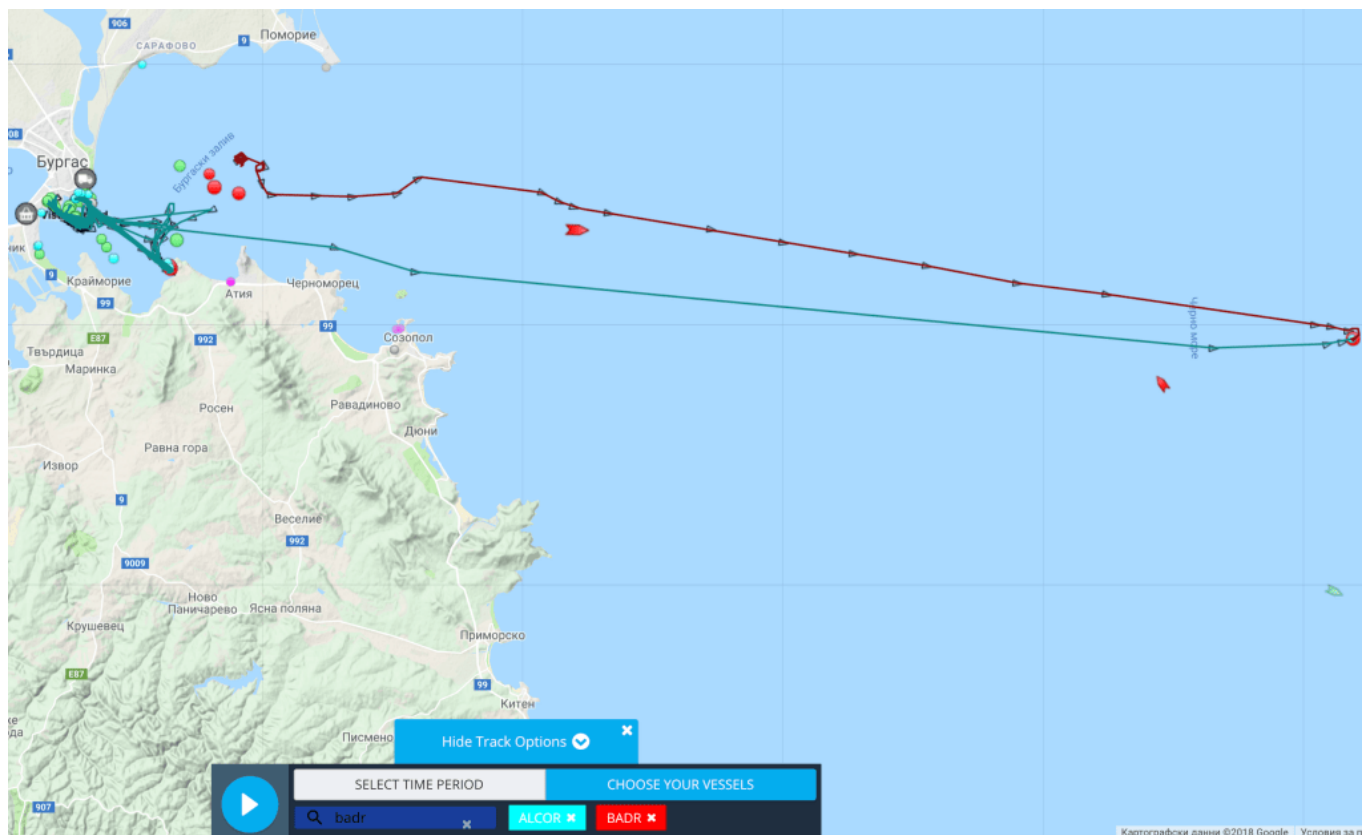 906
Поморие
САРАФОВО
9
9
Бургаски залив
Бургас
Крайморие
99
Атия
Черноморец
E87
992
99
Созопол
Черно море
Твърдица
Маринка
Росен
Равадиново
Дюни
Равна гора
Извор
9
Веселие
992
9009
Ново
Паничарево
Ясна поляна
Крушевец
Приморско
E87
99
Китен
Писмено
Hide Track Options
SELECT TIME PERIOD
CHOOSE YOUR VESSELS
907
badr
ALCOR
BADR
Картографски данни ©2018 Google